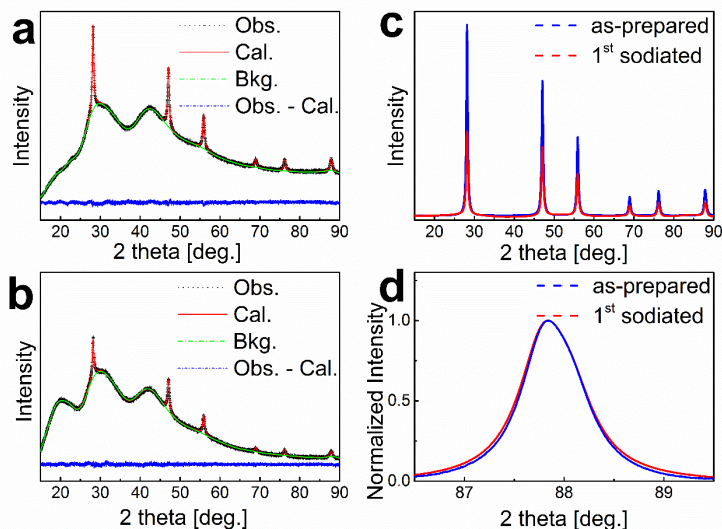 a
Obs.
Cal.
Bkg.
Obs. - Cal.
Intensity
20 30 40 50 60 70 80 90
2 theta [deg.]
c
as-prepared
1st sodiated
Intensity
20 30 40 50 60 70 80 90
2 theta [deg.]
b
Obs.
Cal.
Bkg.
Obs. - Cal.
Intensity
20 30 40 50 60 70 80 90
2 theta [deg.]
d
as-prepared
1st sodiated
Normalized Intensity
1.0
0.5
0.0
87 88 89
2 theta [deg.]